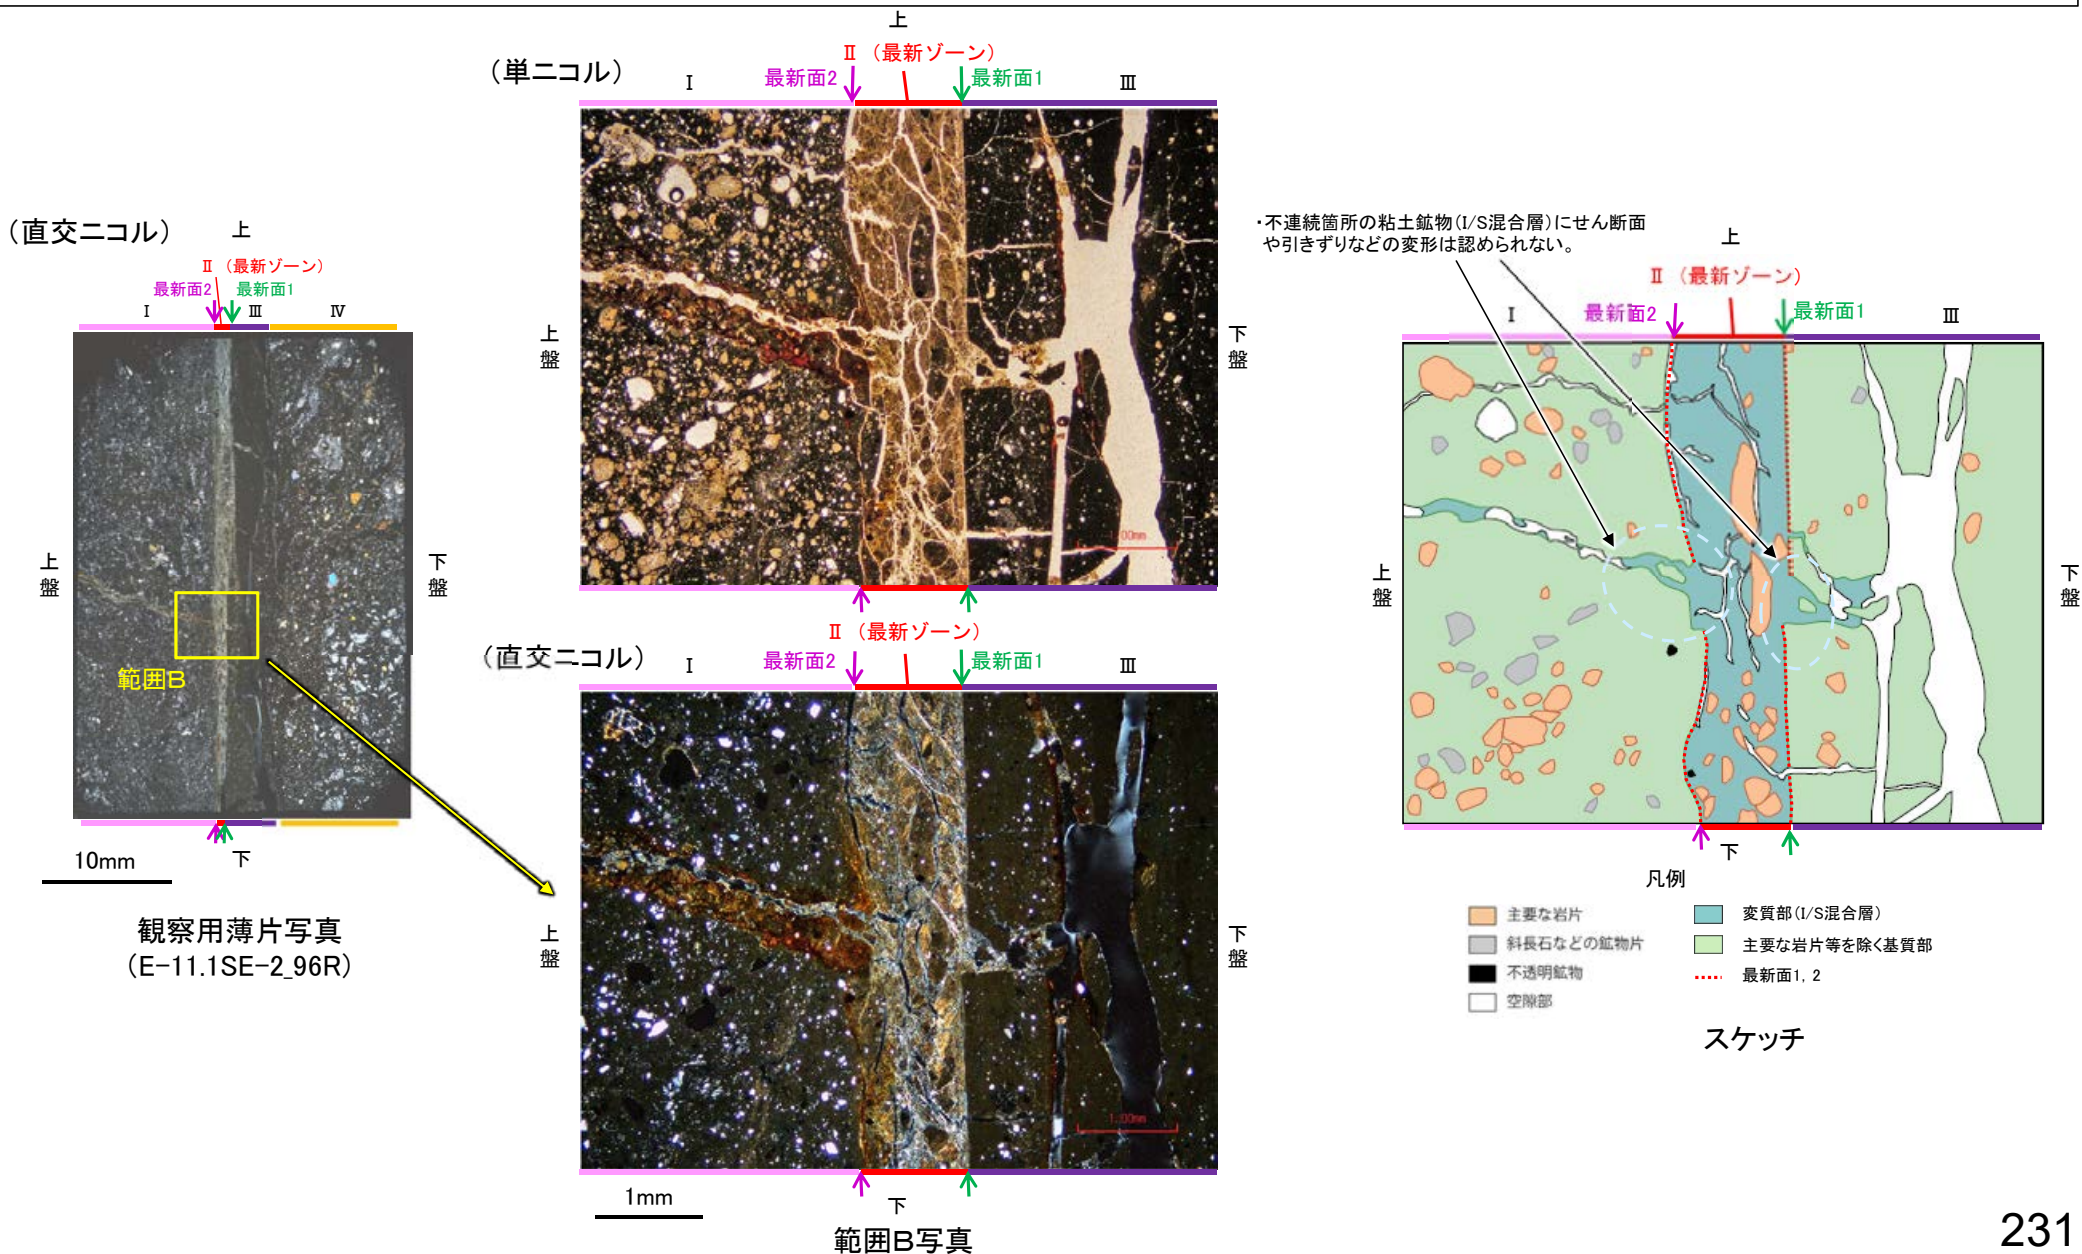 (直交ニコル)
上
Ⅱ (最新ゾーン)
最新面2
最新面1
Ⅰ
Ⅲ
Ⅳ
上盤
下盤
範囲B
下
10mm
観察用薄片写真
(E-11.1SE-2_96R)
(単ニコル)
上
Ⅱ (最新ゾーン)
Ⅰ
最新面2
最新面1
Ⅲ
上盤
下盤
1.00mm
(直交ニコル)
Ⅱ (最新ゾーン)
Ⅰ
最新面2
最新面1
Ⅲ
上盤
下盤
1.00mm
1mm
下
範囲B写真
・不連続箇所の粘土鉱物(I/S混合層)にせん断面
や引きずりなどの変形は認められない。
上
Ⅱ (最新ゾーン)
Ⅰ
最新面2
最新面1
Ⅲ
上盤
下盤
下
凡例
主要な岩片
斜長石などの鉱物片
不透明鉱物
空隙部
変質部(I/S混合層)
主要な岩片等を除く基質部
最新面1, 2
スケッチ
231